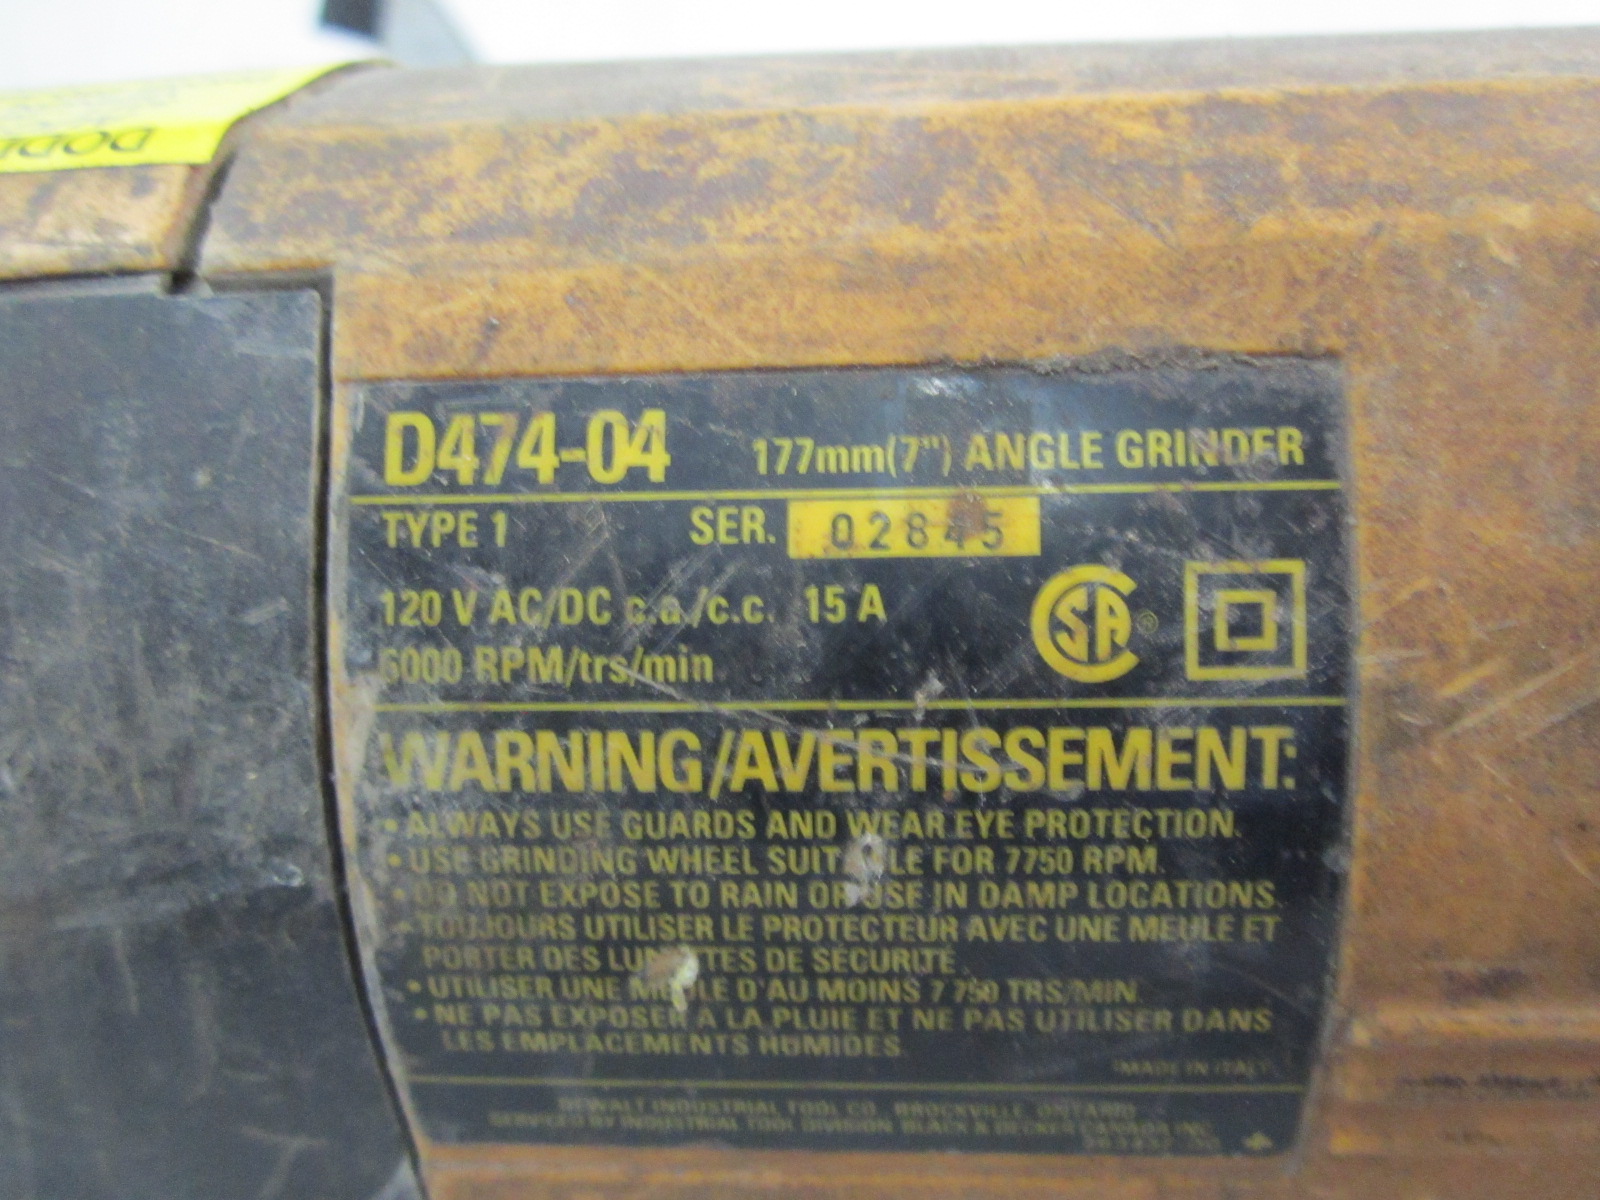 D474-04 177mm(7") ANGLE GRINDER
TYPE 1 SER. 02845
120 V AC/DC c.a./c.c. 15 A
6000 RPM/trs/min
CSA ®
WARNING/AVERTISSEMENT:
• ALWAYS USE GUARDS AND WEAR EYE PROTECTION.
• USE GRINDING WHEEL SUITABLE FOR 7750 RPM.
• DO NOT EXPOSE TO RAIN OR USE IN DAMP LOCATIONS.
• TOUJOURS UTILISER LE PROTECTEUR AVEC UNE MEULE ET
PORTER DES LUNETTES DE SÉCURITÉ.
• UTILISER UNE MEULE D'AU MOINS 7 750 TRS/MIN.
• NE PAS EXPOSER À LA PLUIE ET NE PAS UTILISER DANS
LES EMPLACEMENTS HUMIDES.
MADE IN ITALY
DEWALT INDUSTRIAL TOOL CO., BROCKVILLE, ONTARIO
SERVICED BY INDUSTRIAL TOOL DIVISION BLACK & DECKER CANADA INC.